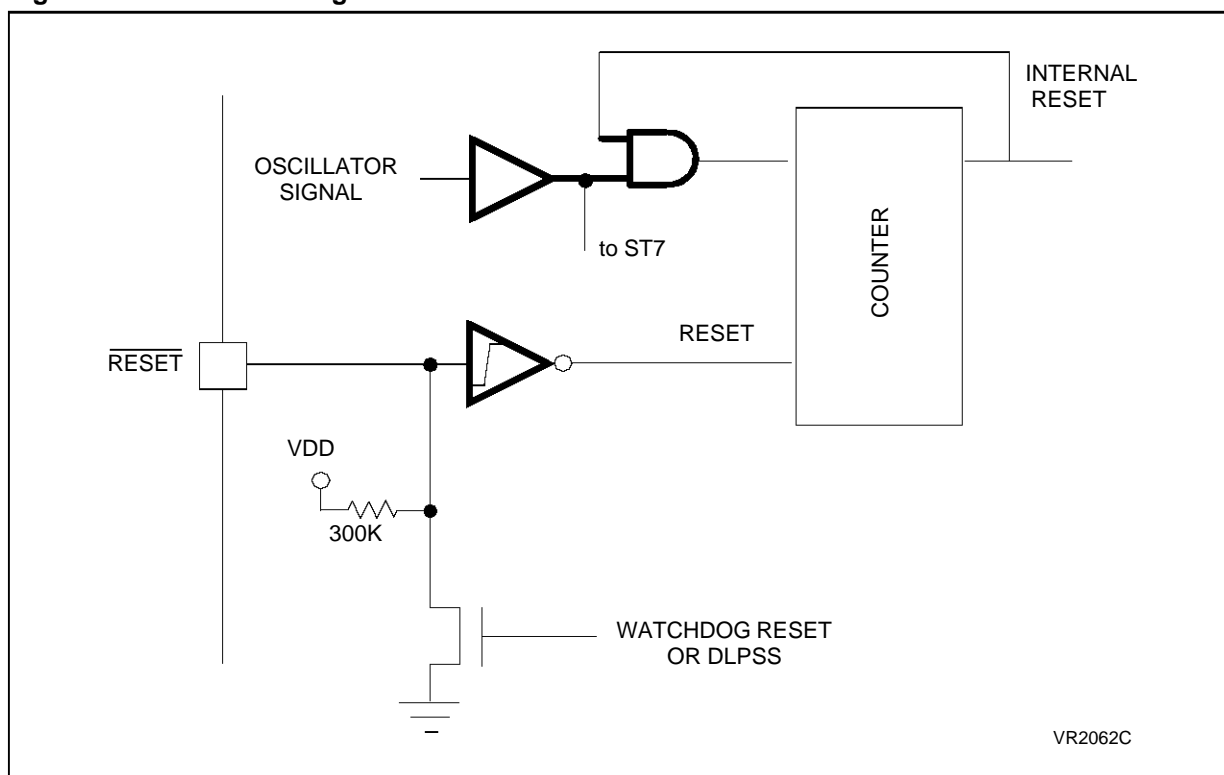 INTERNAL
RESET
OSCILLATOR
SIGNAL
to ST7
COUNTER
RESET
RESET
VDD
300K
WATCHDOG RESET
OR DLPSS
VR2062C